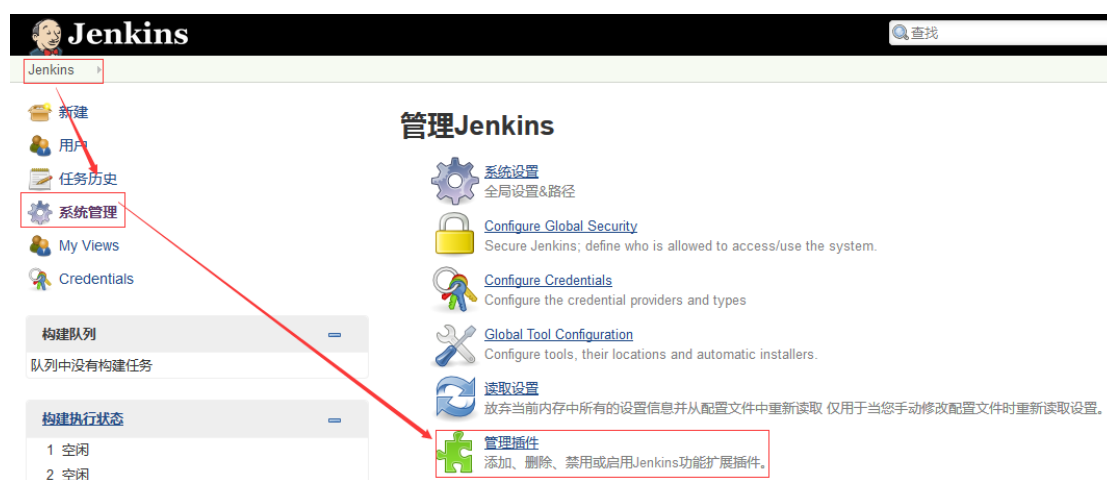 Jenkins
查找
Jenkins
新建
用户
任务历史
系统管理
My Views
Credentials
构建队列
队列中没有构建任务
构建执行状态
1 空闲
2 空闲
管理Jenkins
系统设置
全局设置&路径
Configure Global Security
Secure Jenkins; define who is allowed to access/use the system.
Configure Credentials
Configure the credential providers and types
Global Tool Configuration
Configure tools, their locations and automatic installers.
读取设置
放弃当前内存中所有的设置信息并从配置文件中重新读取 仅用于当您手动修改配置文件时重新读取设置。
管理插件
添加、删除、禁用或启用Jenkins功能扩展插件。